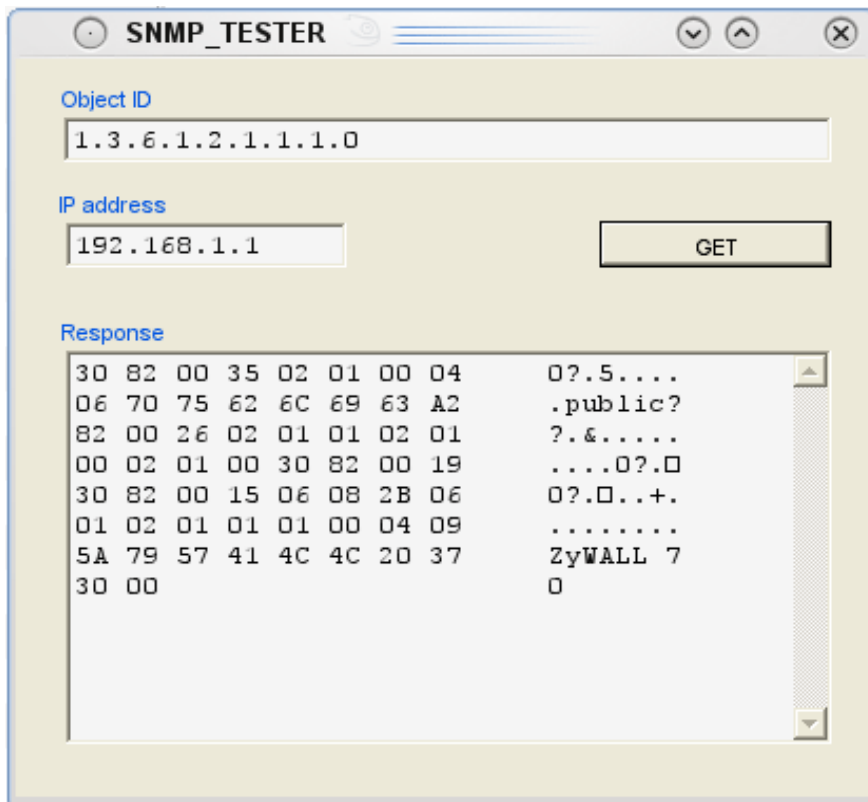 SNMP_TESTER
Object ID
1.3.6.1.2.1.1.1.0
IP address
192.168.1.1
GET
Response
30 82 00 35 02 01 00 04 0?.5....
06 70 75 62 6C 69 63 A2 .public?
82 00 26 02 01 01 02 01 ?.&.....
00 02 01 00 30 82 00 19 ....0?.□
30 82 00 15 06 08 2B 06 0?.□..+.
01 02 01 01 01 00 04 09 ........
5A 79 57 41 4C 4C 20 37 ZyWALL 7
30 00 0